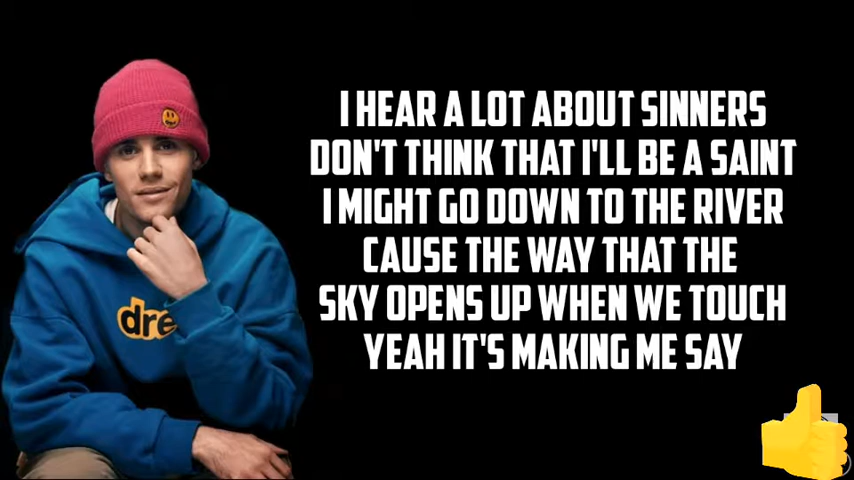 I HEAR A LOT ABOUT SINNERS
DON'T THINK THAT I'LL BE A SAINT
I MIGHT GO DOWN TO THE RIVER
CAUSE THE WAY THAT THE
SKY OPENS UP WHEN WE TOUCH
YEAH IT'S MAKING ME SAY
dre